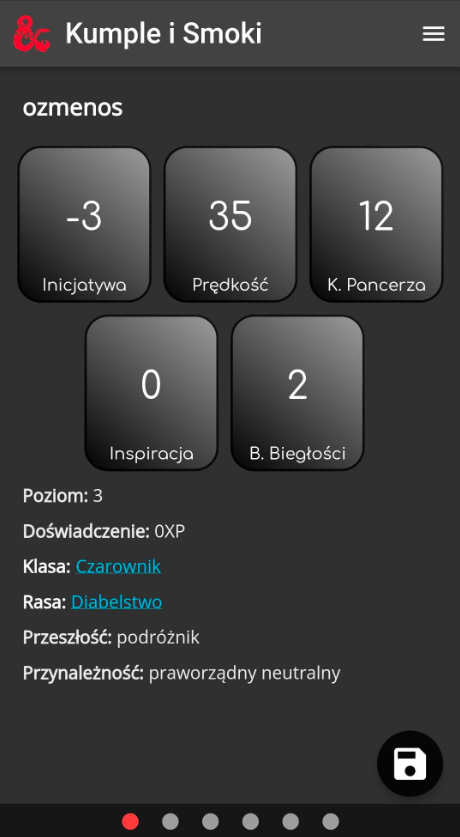 Kumple i Smoki
ozmenos
-3
Inicjatywa
35
Prędkość
12
K. Pancerza
0
Inspiracja
2
B. Biegłości
Poziom: 3
Doświadczenie: 0XP
Klasa: Czarownik
Rasa: Diabelstwo
Przeszłość: podróżnik
Przynależność: praworządny neutralny